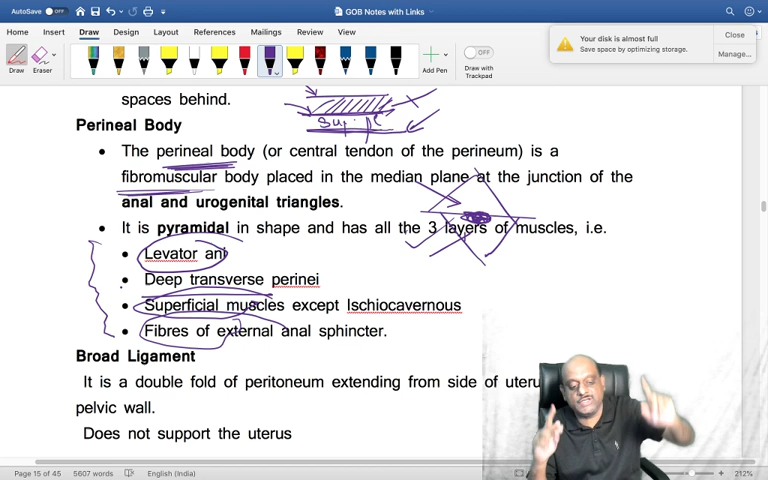 AutoSave OFF GOB Notes with Links
Home Insert Draw Design Layout References Mailings Review View
Your disk is almost full
Save space by optimizing storage.
Close
Manage...
Draw Eraser Add Pen OFF Draw with Trackpad
spaces behind.
Perineal Body
• The perineal body (or central tendon of the perineum) is a
fibromuscular body placed in the median plane at the junction of the
anal and urogenital triangles.
• It is pyramidal in shape and has all the 3 layers of muscles, i.e.
• Levator ani
• Deep transverse perinei
• Superficial muscles except Ischiocavernous
• Fibres of external anal sphincter.
Broad Ligament
It is a double fold of peritoneum extending from side of uteru
pelvic wall.
Does not support the uterus
Page 15 of 45 5607 words English (India) 212%